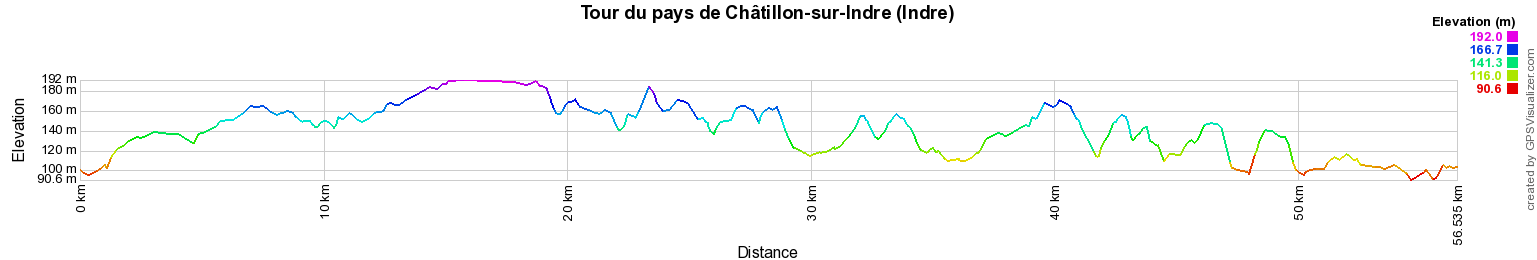 Tour du pays de Châtillon-sur-Indre (Indre)
Elevation (m)
192.0
166.7
141.3
116.0
90.6
192 m
180 m
160 m
140 m
120 m
100 m
90.6 m
Elevation
0 km
10 km
20 km
30 km
40 km
50 km
56.535 km
Distance
created by GPSVisualizer.com